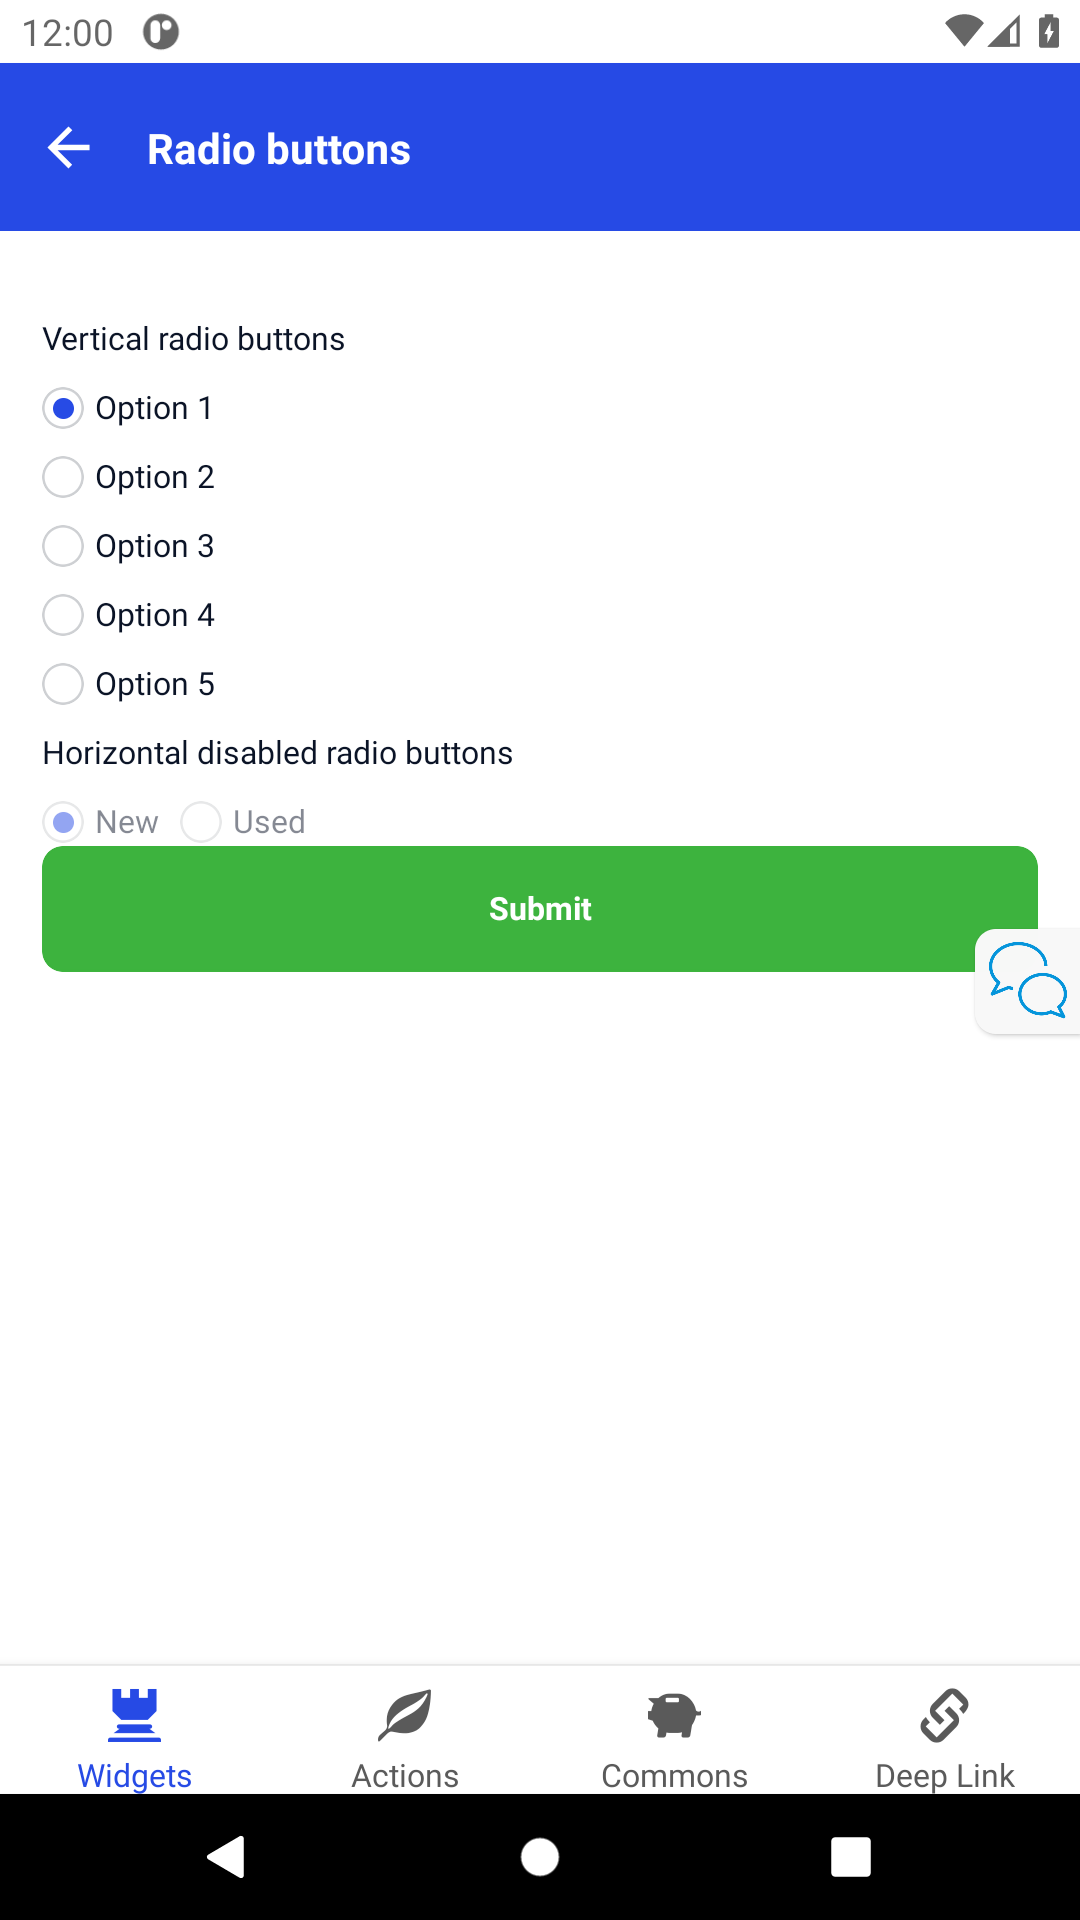 12:00
Radio buttons
Vertical radio buttons
Option 1
Option 2
Option 3
Option 4
Option 5
Horizontal disabled radio buttons
New Used
Submit
Widgets Actions Commons Deep Link